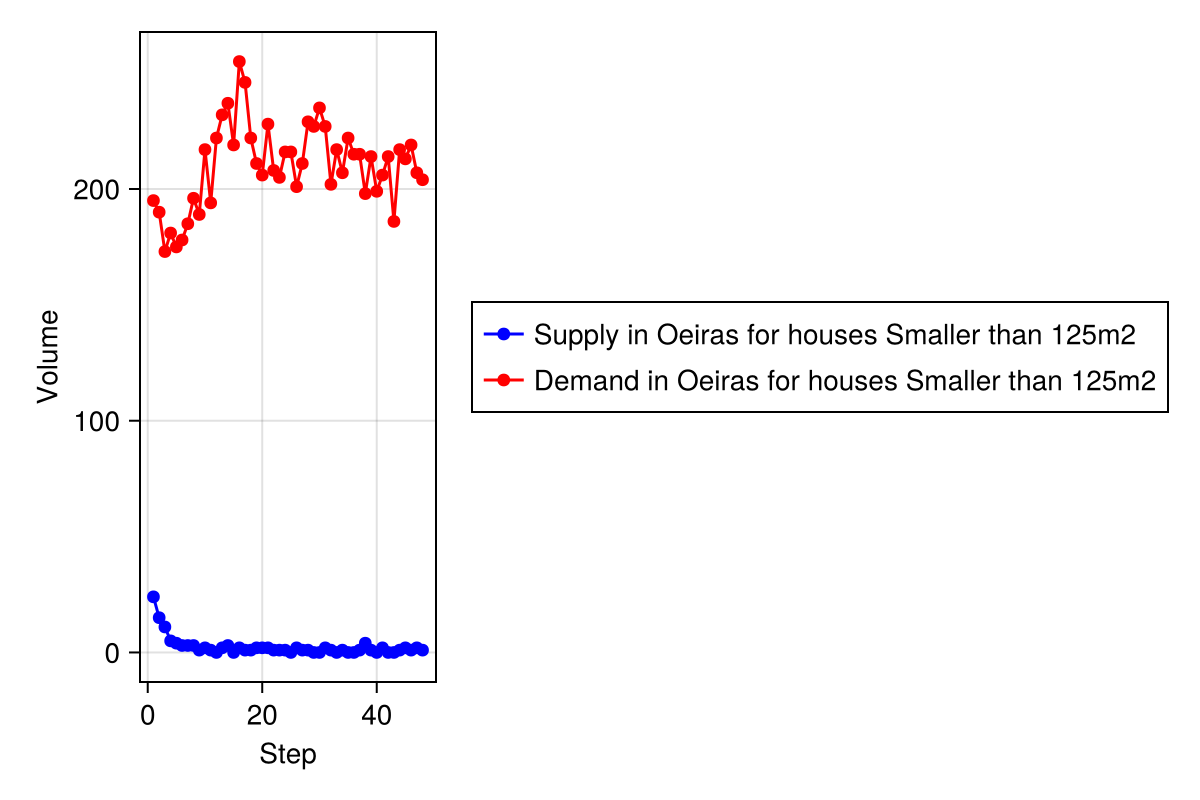 Volume
200
100
0
0 20 40
Step
Supply in Oeiras for houses Smaller than 125m2
Demand in Oeiras for houses Smaller than 125m2